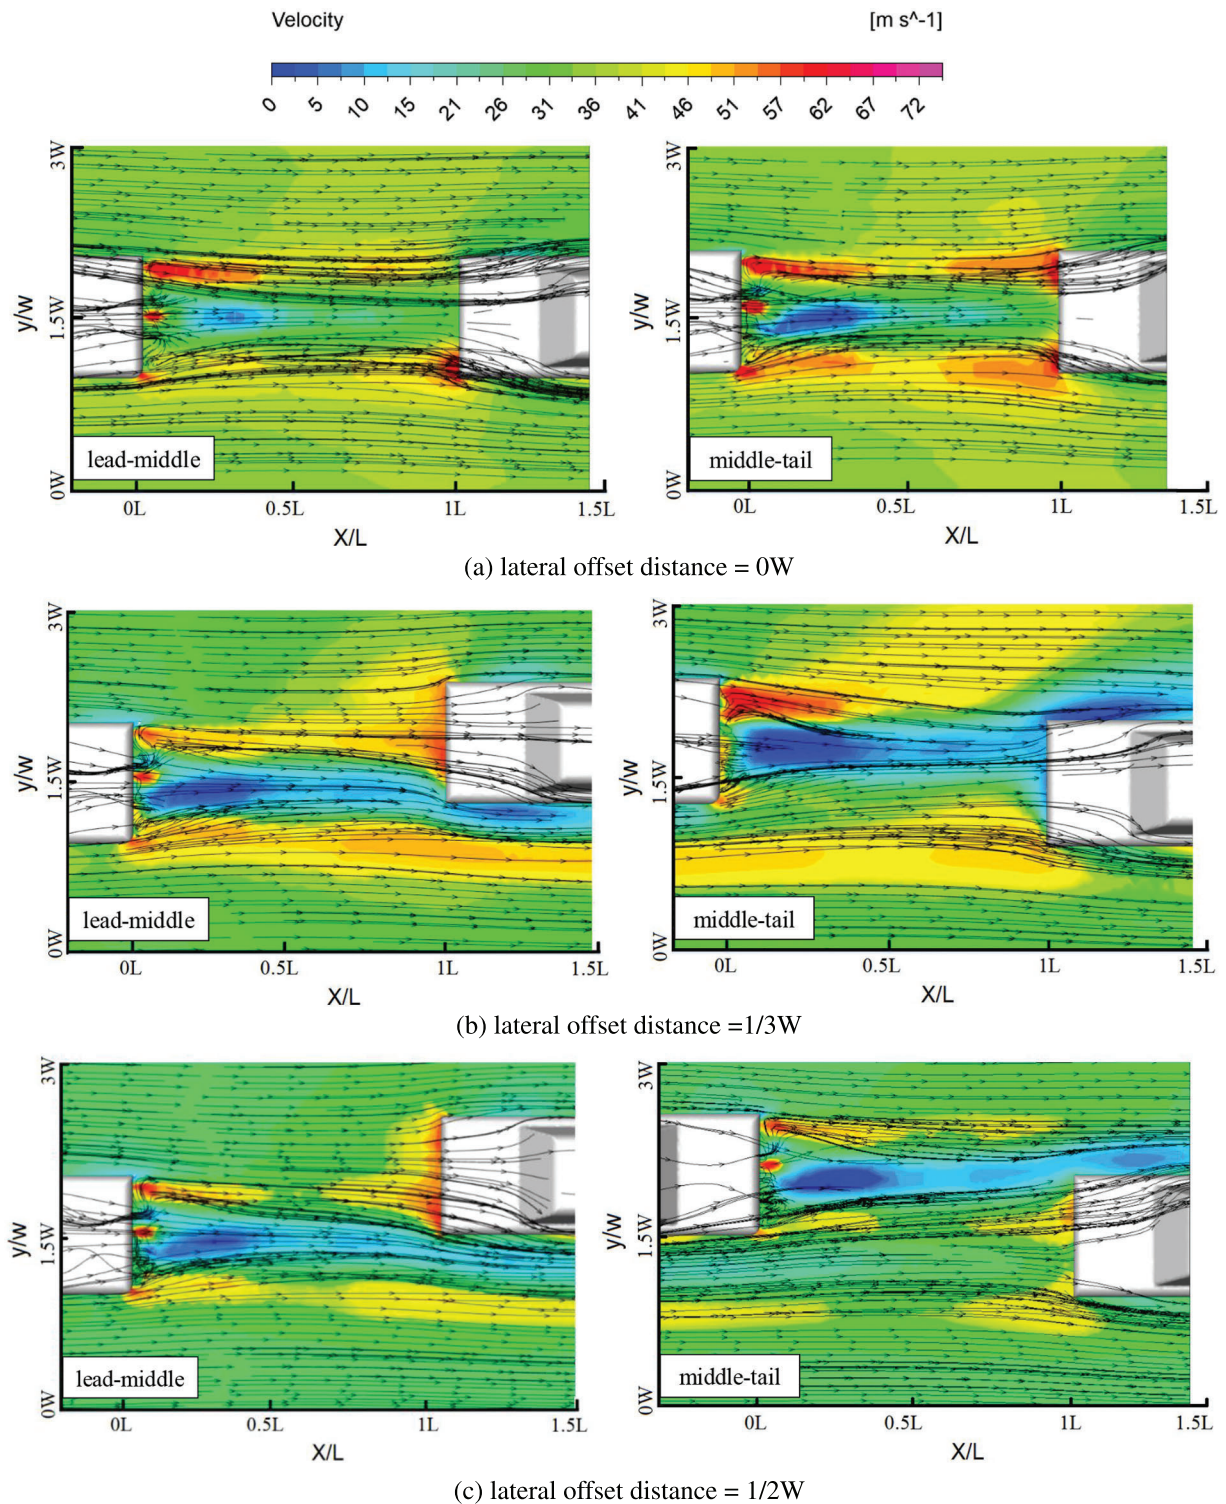 Velocity [m s^-1]
0 5 10 15 21 26 31 36 41 46 51 57 62 67 72
3W 3W
y/w 1.5W y/w 1.5W
lead-middle middle-tail
0W 0W
0L 0.5L 1L 1.5L 0L 0.5L 1L 1.5L
X/L X/L
(a) lateral offset distance = 0W
3W 3W
y/w 1.5W y/w 1.5W
lead-middle middle-tail
0W 0W
0L 0.5L 1L 1.5L 0L 0.5L 1L 1.5L
X/L X/L
(b) lateral offset distance =1/3W
3W 3W
y/w 1.5W y/w 1.5W
lead-middle middle-tail
0W 0W
0L 0.5L 1L 1.5L 0L 0.5L 1L 1.5L
X/L X/L
(c) lateral offset distance = 1/2W